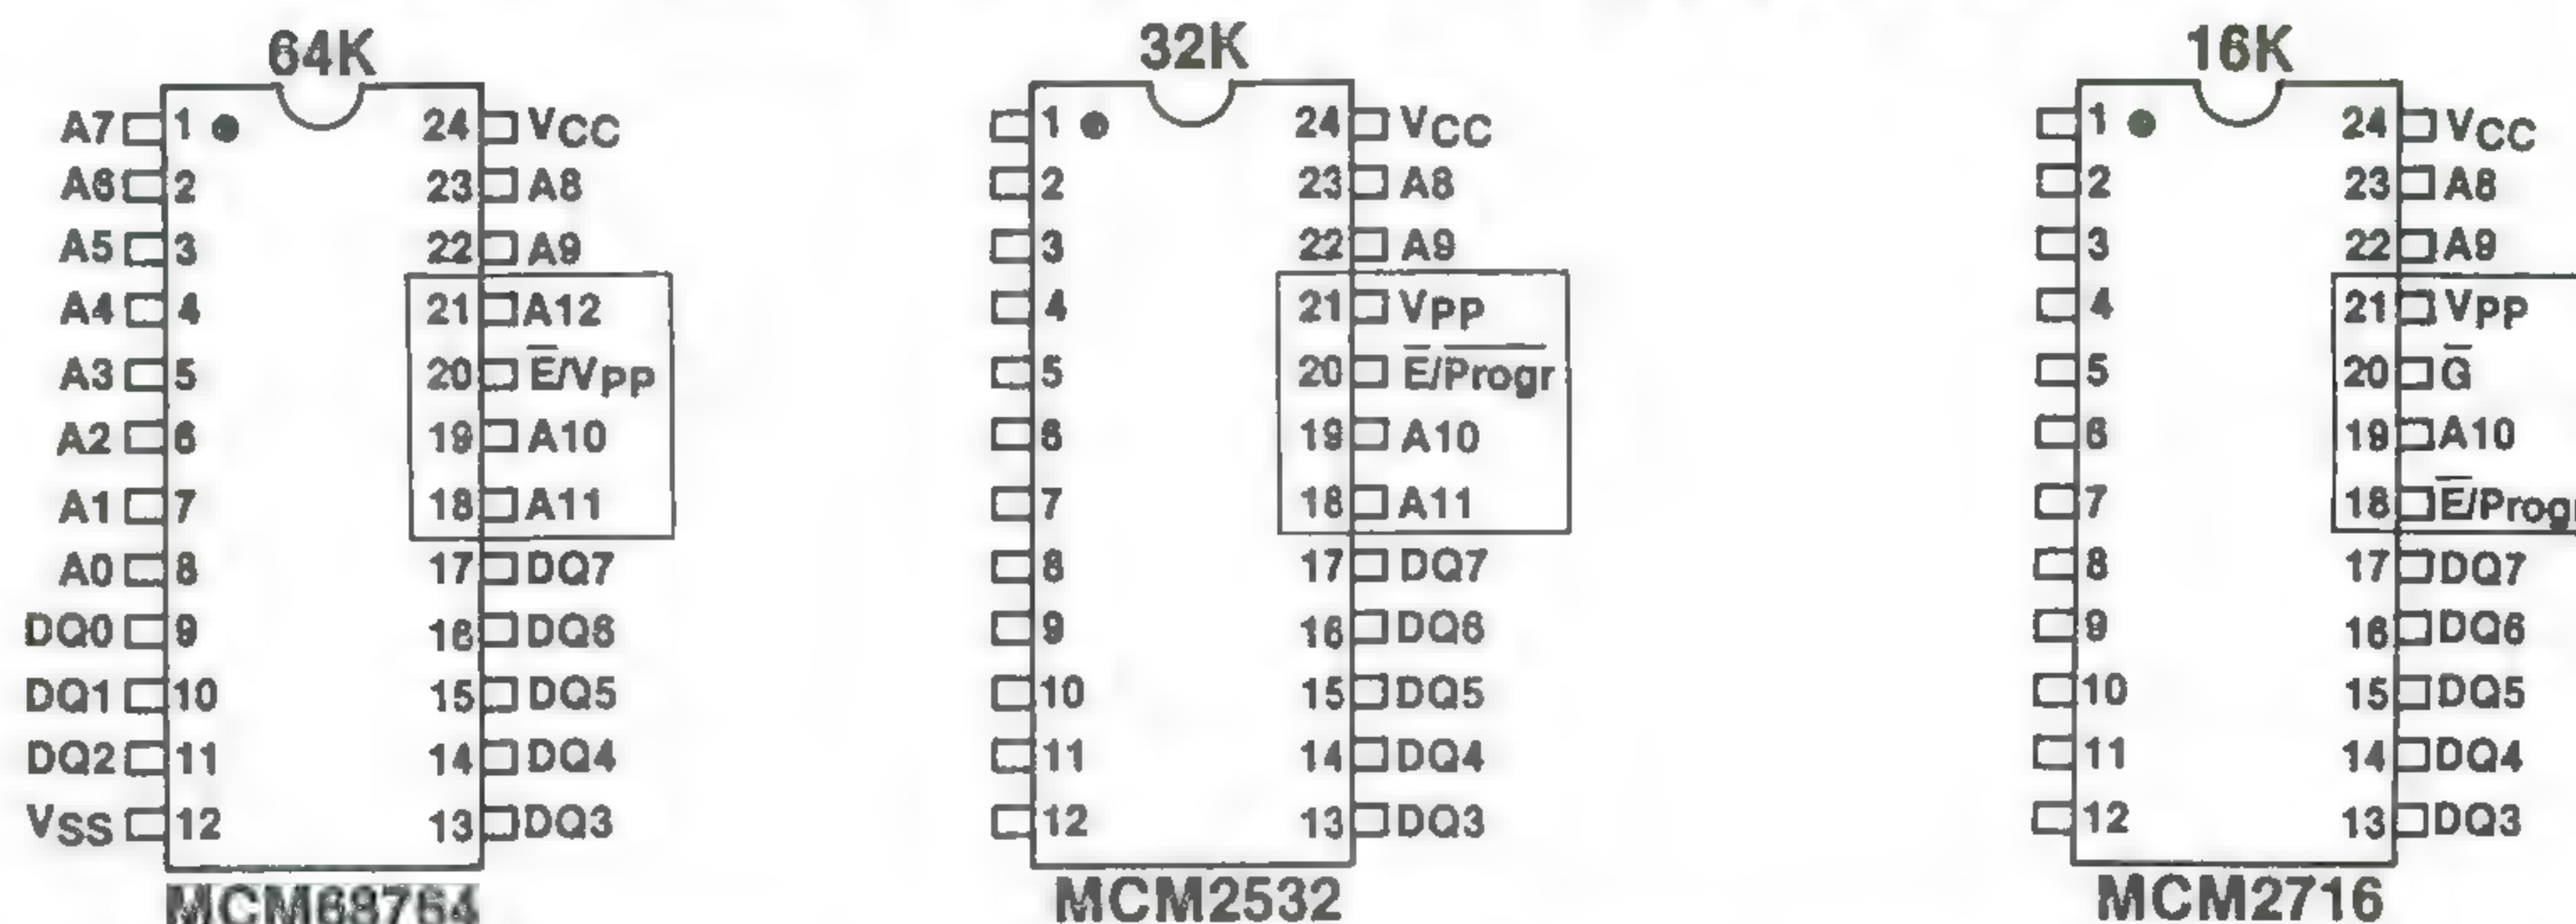 64K
A7 1 24 VCC
A6 2 23 A8
A5 3 22 A9
A4 4 21 A12
A3 5 20 E̅/VPP
A2 6 19 A10
A1 7 18 A11
A0 8 17 DQ7
DQ0 9 16 DQ6
DQ1 10 15 DQ5
DQ2 11 14 DQ4
VSS 12 13 DQ3
MCM68764
32K
1 24 VCC
2 23 A8
3 22 A9
4 21 VPP
5 20 E̅/P̅r̅o̅g̅r̅
6 19 A10
7 18 A11
8 17 DQ7
9 16 DQ6
10 15 DQ5
11 14 DQ4
12 13 DQ3
MCM2532
16K
1 24 VCC
2 23 A8
3 22 A9
4 21 VPP
5 20 G̅
6 19 A10
7 18 E̅/Progr
8 17 DQ7
9 16 DQ6
10 15 DQ5
11 14 DQ4
12 13 DQ3
MCM2716